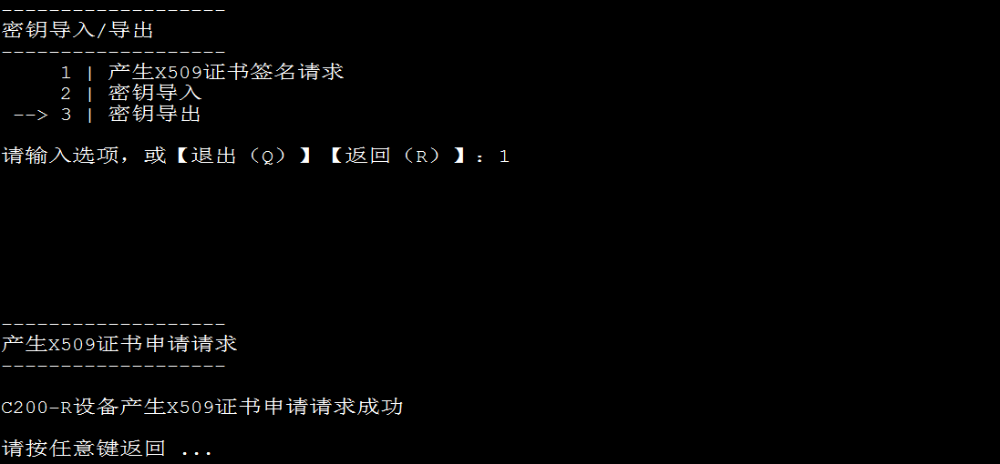 -------------------
密钥导入/导出
-------------------
1 | 产生X509证书签名请求
2 | 密钥导入
--> 3 | 密钥导出
请输入选项，或【退出（Q）】【返回（R）】：1
-------------------
产生X509证书申请请求
-------------------
C200-R设备产生X509证书申请请求成功
请按任意键返回 ...